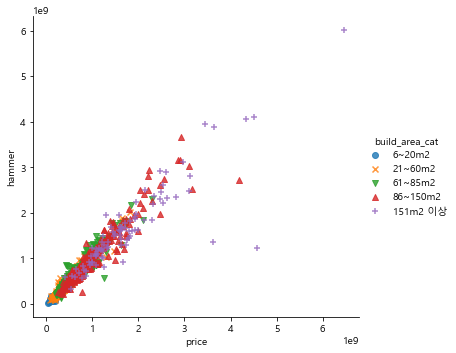 1e9
6
5
4
3
2
1
0
hammer
0
1
2
3
4
5
6
1e9
price
build_area_cat
6~20m2
21~60m2
61~85m2
86~150m2
151m2 이상